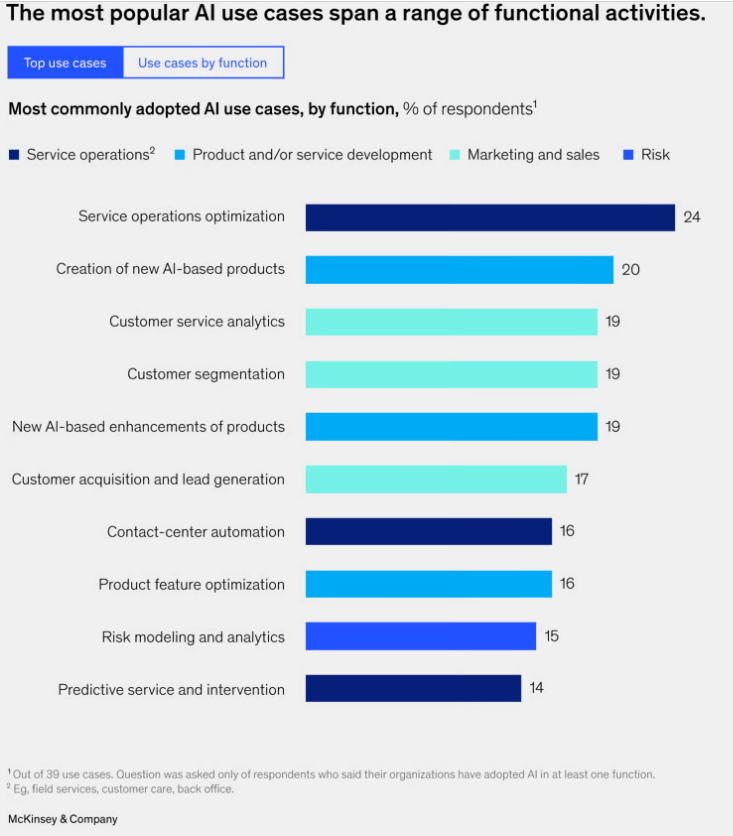 The most popular AI use cases span a range of functional activities.
Top use cases
Use cases by function
Most commonly adopted AI use cases, by function, % of respondents¹
Service operations²
Product and/or service development
Marketing and sales
Risk
Service operations optimization 24
Creation of new AI-based products 20
Customer service analytics 19
Customer segmentation 19
New AI-based enhancements of products 19
Customer acquisition and lead generation 17
Contact-center automation 16
Product feature optimization 16
Risk modeling and analytics 15
Predictive service and intervention 14
¹ Out of 39 use cases. Question was asked only of respondents who said their organizations have adopted AI in at least one function.
² Eg, field services, customer care, back office.
McKinsey & Company